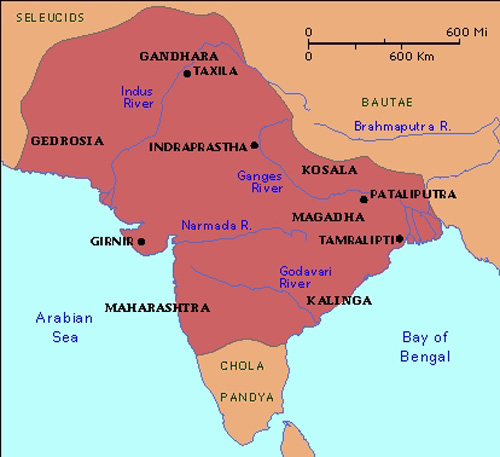 SELEUCIDS
0 600 Mi
0 600 Km
GANDHARA
TAXILA
Indus
River
BAUTAE
Brahmaputra R.
GEDROSIA
INDRAPRASTHA
KOSALA
Ganges
River
PATALIPUTRA
MAGADHA
Narmada R.
GIRNIR
TAMRALIPTI
Godavari
River
MAHARASHTRA
KALINGA
Arabian
Sea
Bay of
Bengal
CHOLA
PANDYA